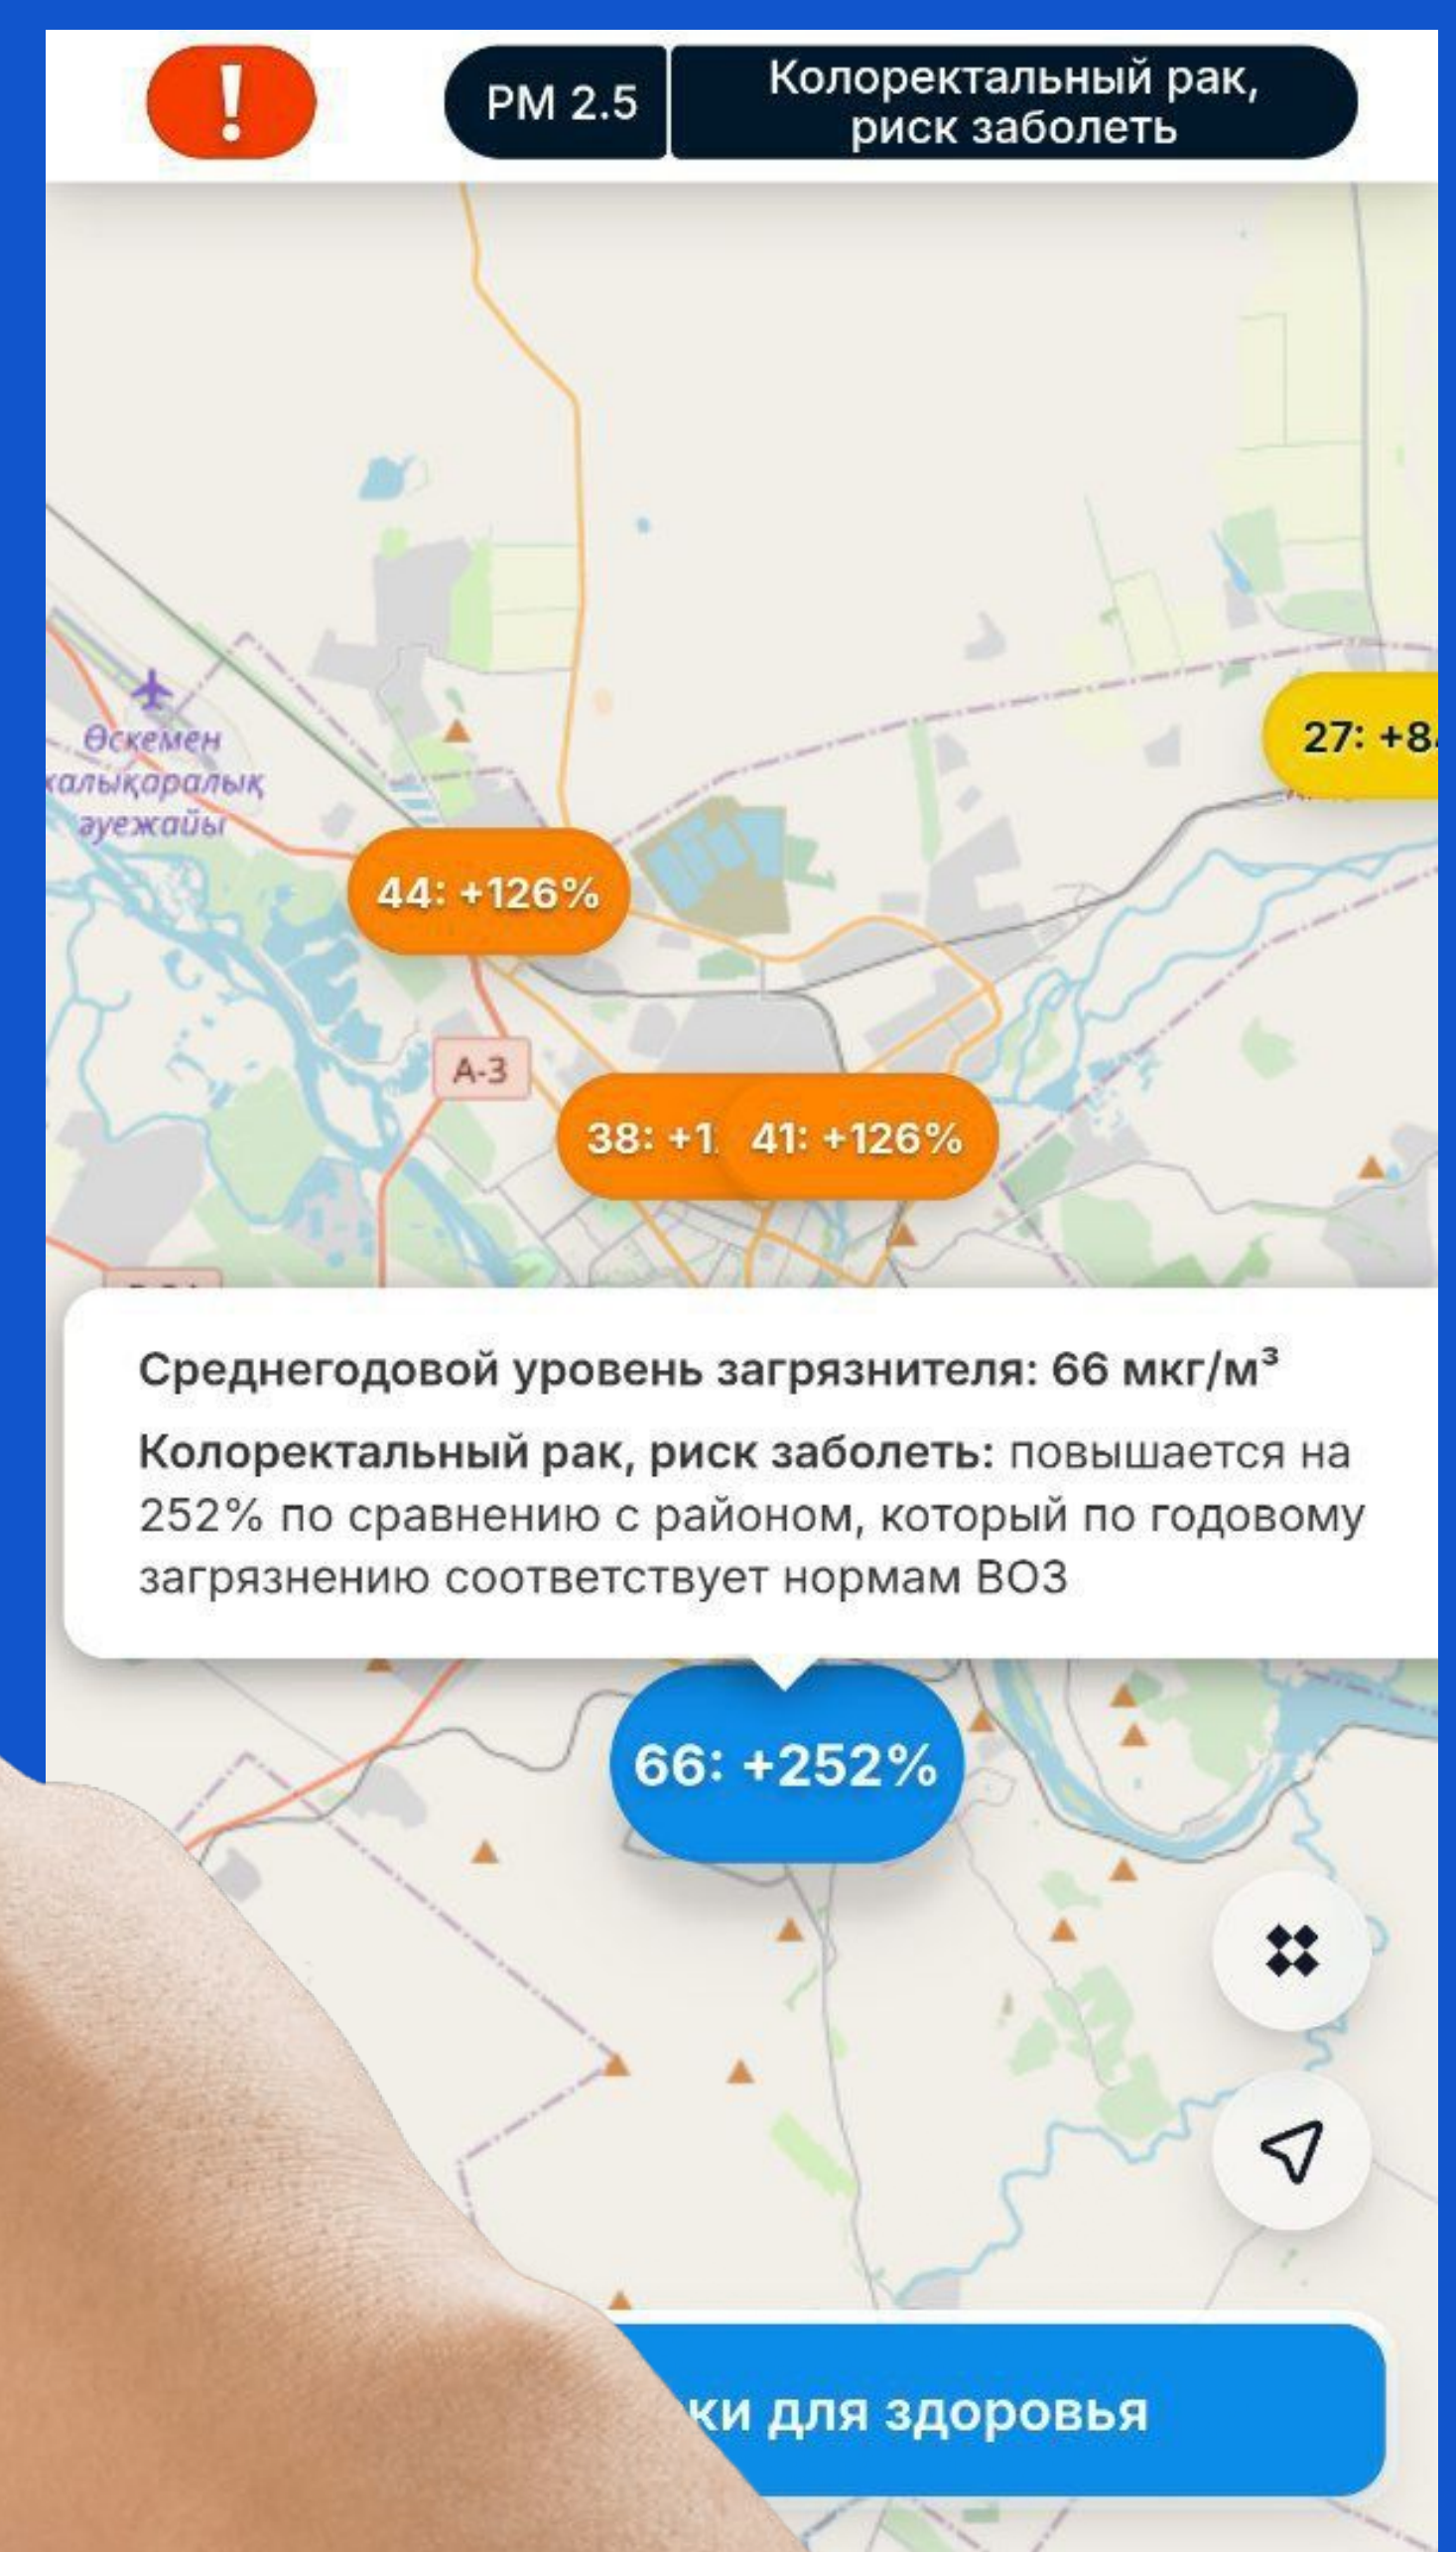 !
PM 2.5
Колоректальный рак,
риск заболеть
Өскемен
халықаралық
әуежайы
27: +8
44: +126%
A-3
38: +1
41: +126%
Среднегодовой уровень загрязнителя: 66 мкг/м³
Колоректальный рак, риск заболеть: повышается на
252% по сравнению с районом, который по годовому
загрязнению соответствует нормам ВОЗ
66: +252%
ки для здоровья